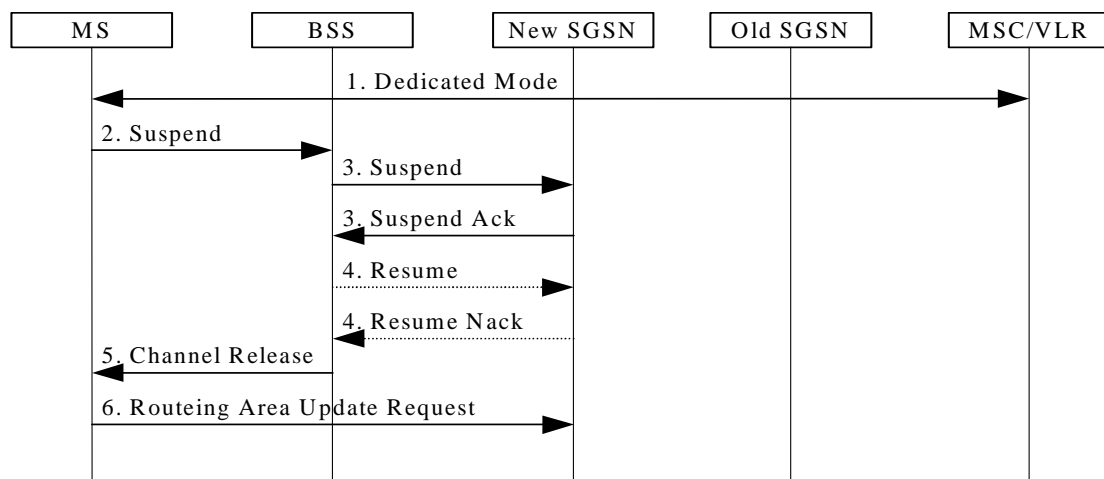 MS
BSS
New SGSN
Old SGSN
MSC/VLR
1. Dedicated Mode
2. Suspend
3. Suspend
3. Suspend Ack
4. Resume
4. Resume Nack
5. Channel Release
6. Routeing Area Update Request